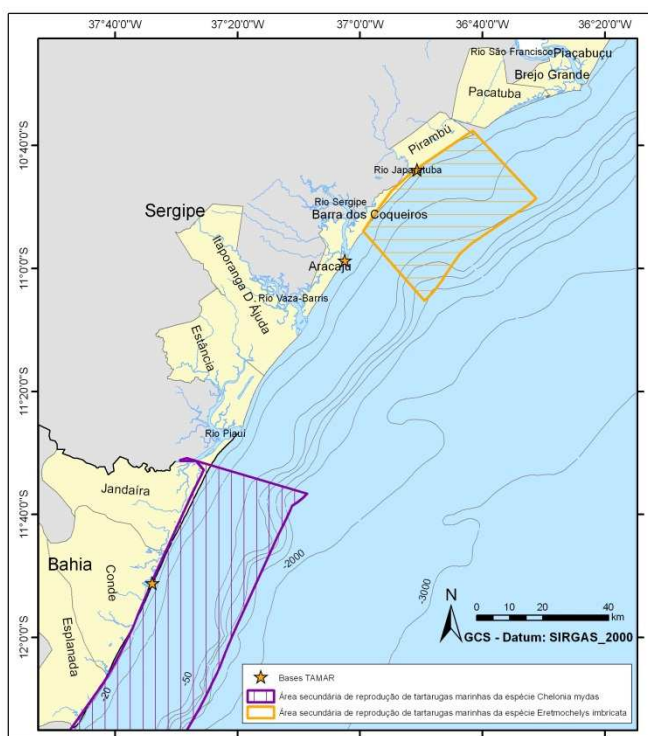 37°40'0"W 37°20'0"W 37°0'0"W 36°40'0"W 36°20'0"W
Rio São Francisco Piaçabuçu
Brejo Grande
Pacatuba
10°40'0"S
Pirambú
Rio Japaratuba
Rio Sergipe
Sergipe
Barra dos Coqueiros
11°0'0"S
Aracaju
Itaporanga D'Ájuda
Rio Vaza-Barris
Estância
11°20'0"S
Rio Piauí
Jandaíra
11°40'0"S
Bahia
Conde
Esplanada
-2000
-3000
N
0 10 20 40
km
12°0'0"S
GCS - Datum: SIRGAS_2000
-20
-50
Bases TAMAR
Área secundária de reprodução de tartarugas marinhas da espécie Chelonia mydas
Área secundária de reprodução de tartarugas marinhas da espécie Eretmochelys imbricata